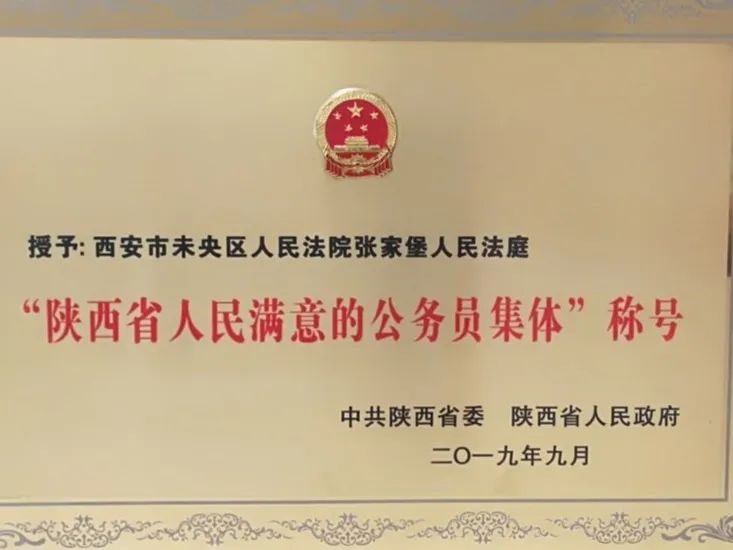 授予:西安市未央区人民法院张家堡人民法庭
“陕西省人民满意的公务员集体”称号
中共陕西省委 陕西省人民政府
二〇一九年九月